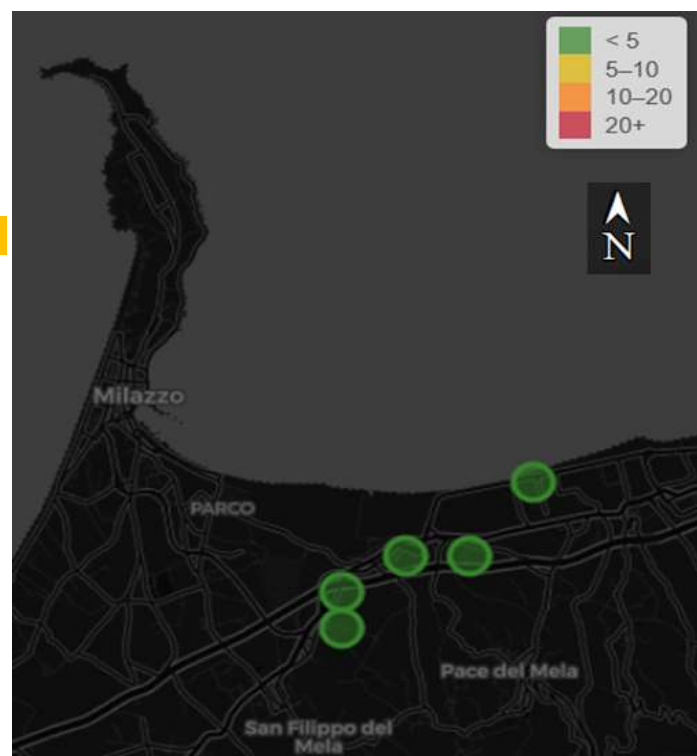 < 5
5–10
10–20
20+
N
Milazzo
PARCO
Pace del Mela
San Filippo del
Mela